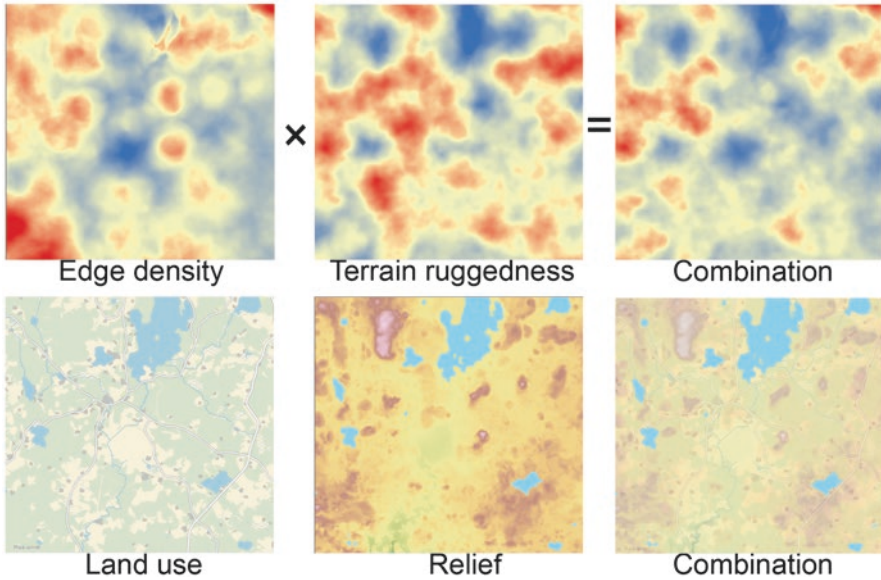 ×
=
Edge density
Terrain ruggedness
Combination
Land use
Relief
Combination